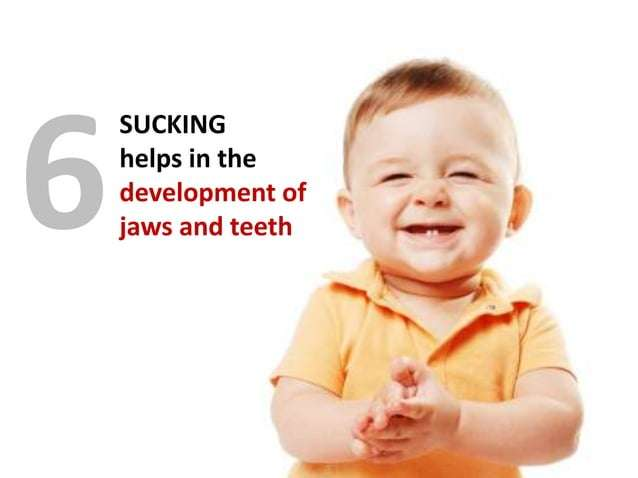 6
SUCKING
helps in the
development of
jaws and teeth